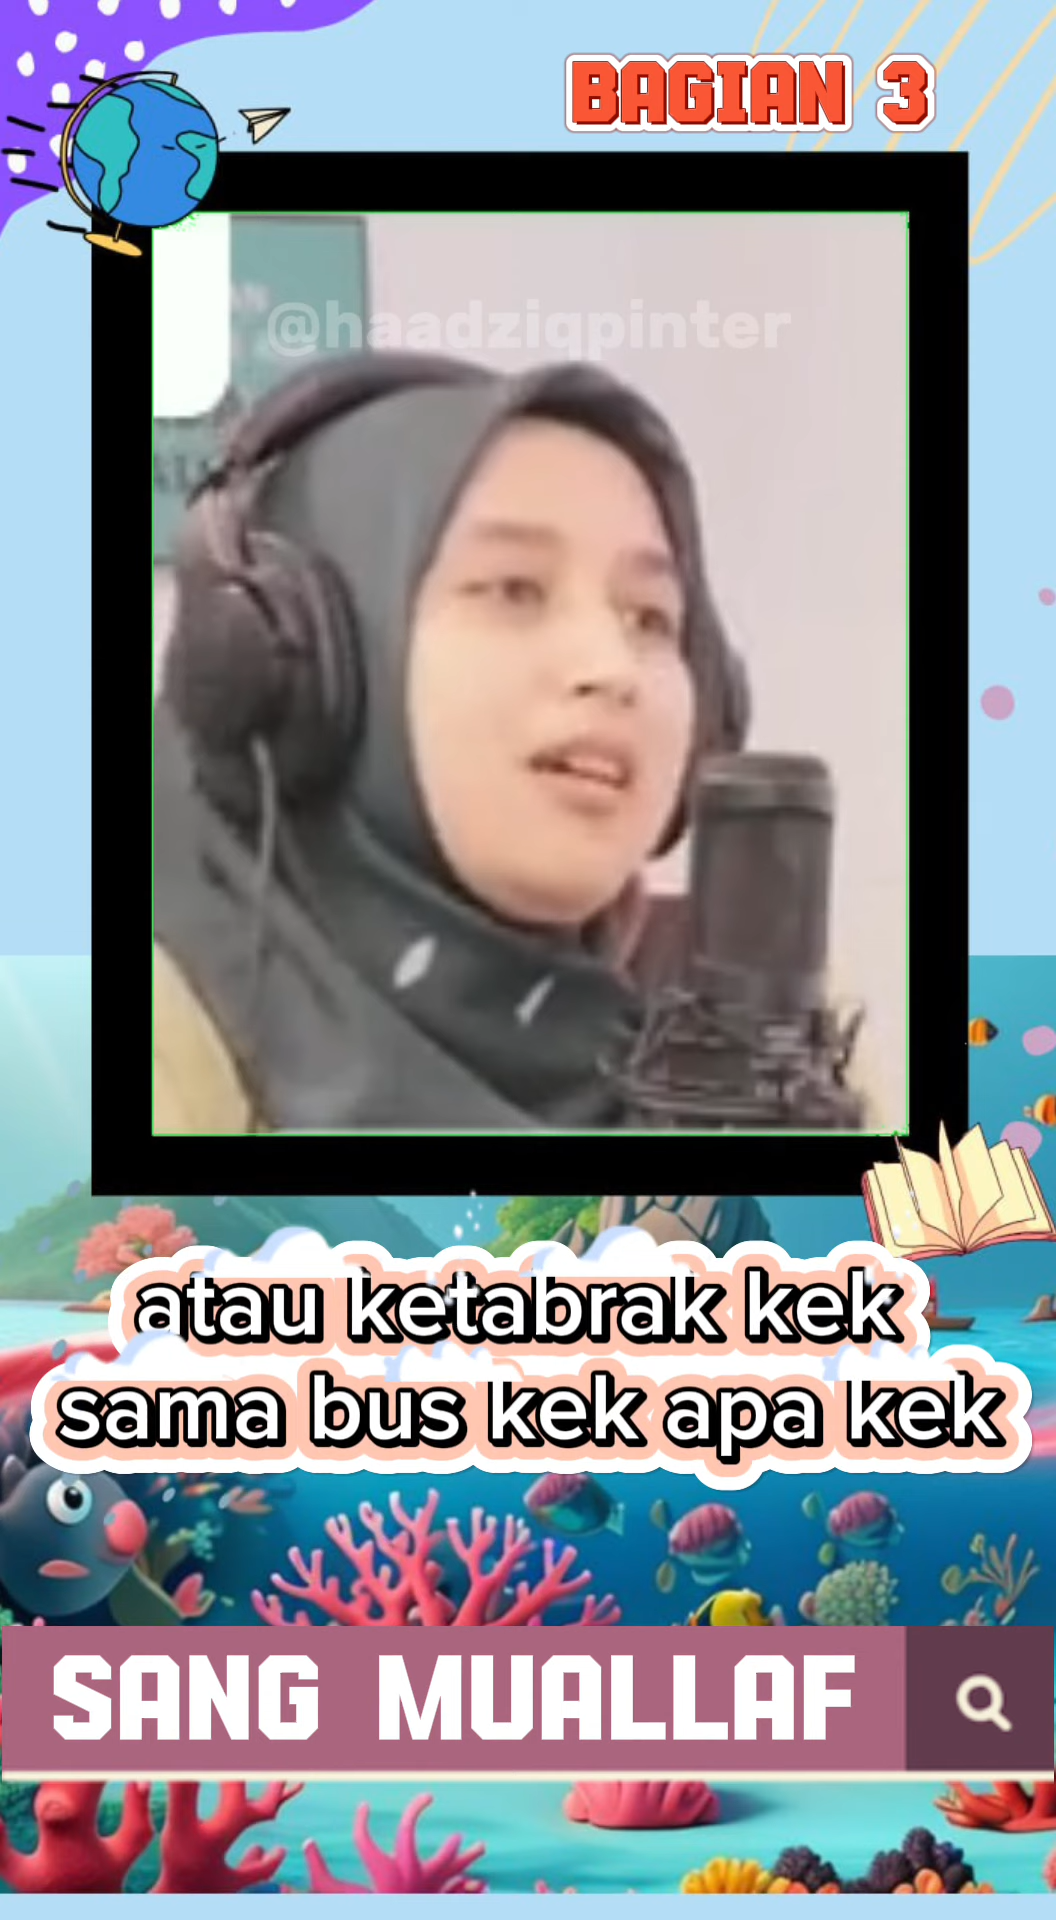 BAGIAN 3
@haadziqpinter
atau ketabrak kek
sama bus kek apa kek
SANG MUALLAF